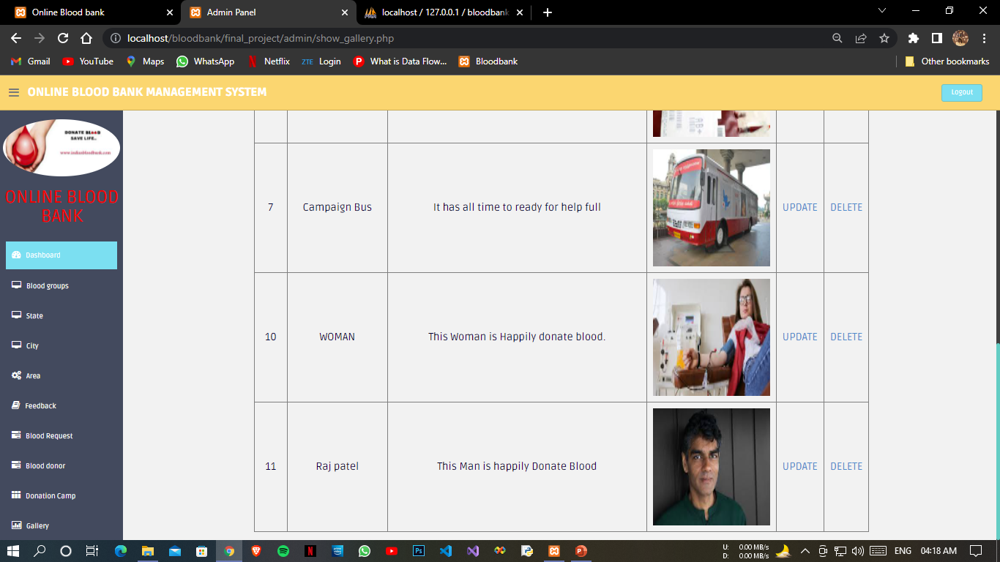 Online Blood bank
Admin Panel
localhost / 127.0.0.1 / bloodbank
localhost/bloodbank/final_project/admin/show_gallery.php
Gmail
YouTube
Maps
WhatsApp
Netflix
ZTE Login
What is Data Flow...
Bloodbank
Other bookmarks
ONLINE BLOOD BANK MANAGEMENT SYSTEM
Logout
DONATE BLOOD
SAVE LIFE..
www.indianbloodbank.com
ONLINE BLOOD
BANK
Dashboard
Blood groups
State
City
Area
Feedback
Blood Request
Blood donor
Donation Camp
Gallery
7 Campaign Bus It has all time to ready for help full UPDATE DELETE
10 WOMAN This Woman is Happily donate blood. UPDATE DELETE
11 Raj patel This Man is happily Donate Blood UPDATE DELETE
U: 0.00 MB/s
D: 0.00 MB/s
ENG
04:18 AM